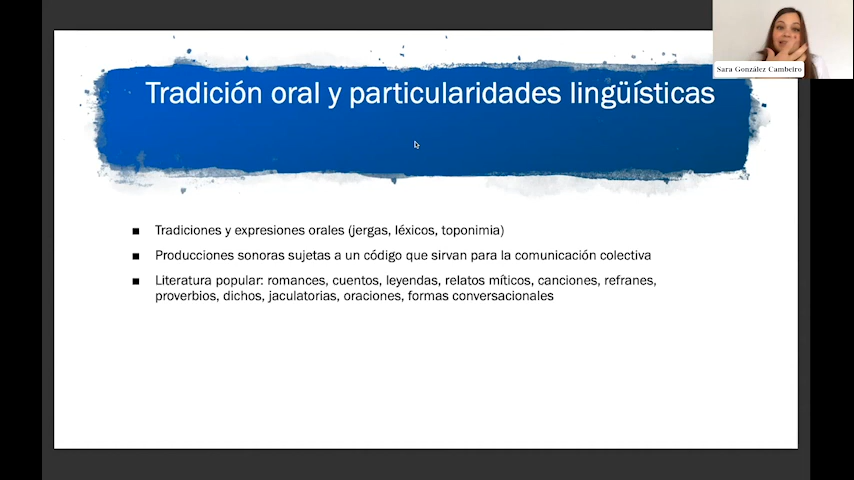 Sara González Cambeiro
Tradición oral y particularidades lingüísticas
■ Tradiciones y expresiones orales (jergas, léxicos, toponimia)
■ Producciones sonoras sujetas a un código que sirvan para la comunicación colectiva
■ Literatura popular: romances, cuentos, leyendas, relatos míticos, canciones, refranes,
proverbios, dichos, jaculatorias, oraciones, formas conversacionales